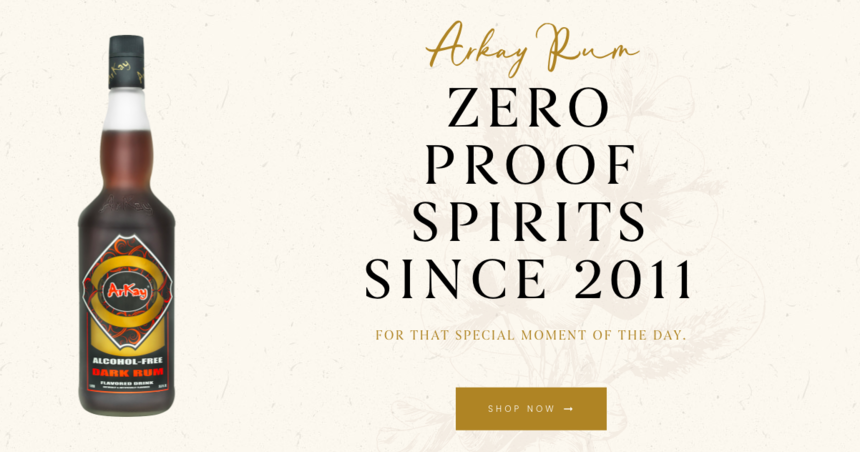 Arkay Rum
ZERO
PROOF
SPIRITS
SINCE 2011
FOR THAT SPECIAL MOMENT OF THE DAY.
SHOP NOW
ArKay
ArKay
ALCOHOL-FREE
DARK RUM
FLAVORED DRINK